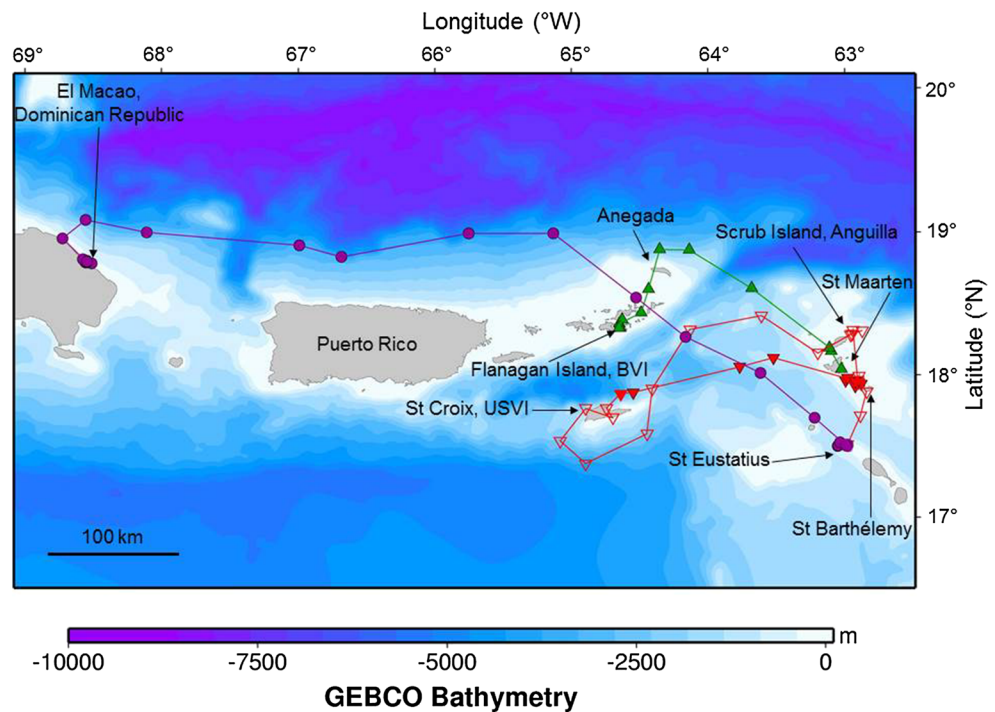 Longitude (°W)
69° 68° 67° 66° 65° 64° 63°
El Macao,
Dominican Republic
20°
Anegada
Scrub Island, Anguilla
19°
St Maarten
Latitude (°N)
Puerto Rico
Flanagan Island, BVI
18°
St Croix, USVI
St Eustatius
17°
St Barthélemy
100 km
m
-10000 -7500 -5000 -2500 0
GEBCO Bathymetry